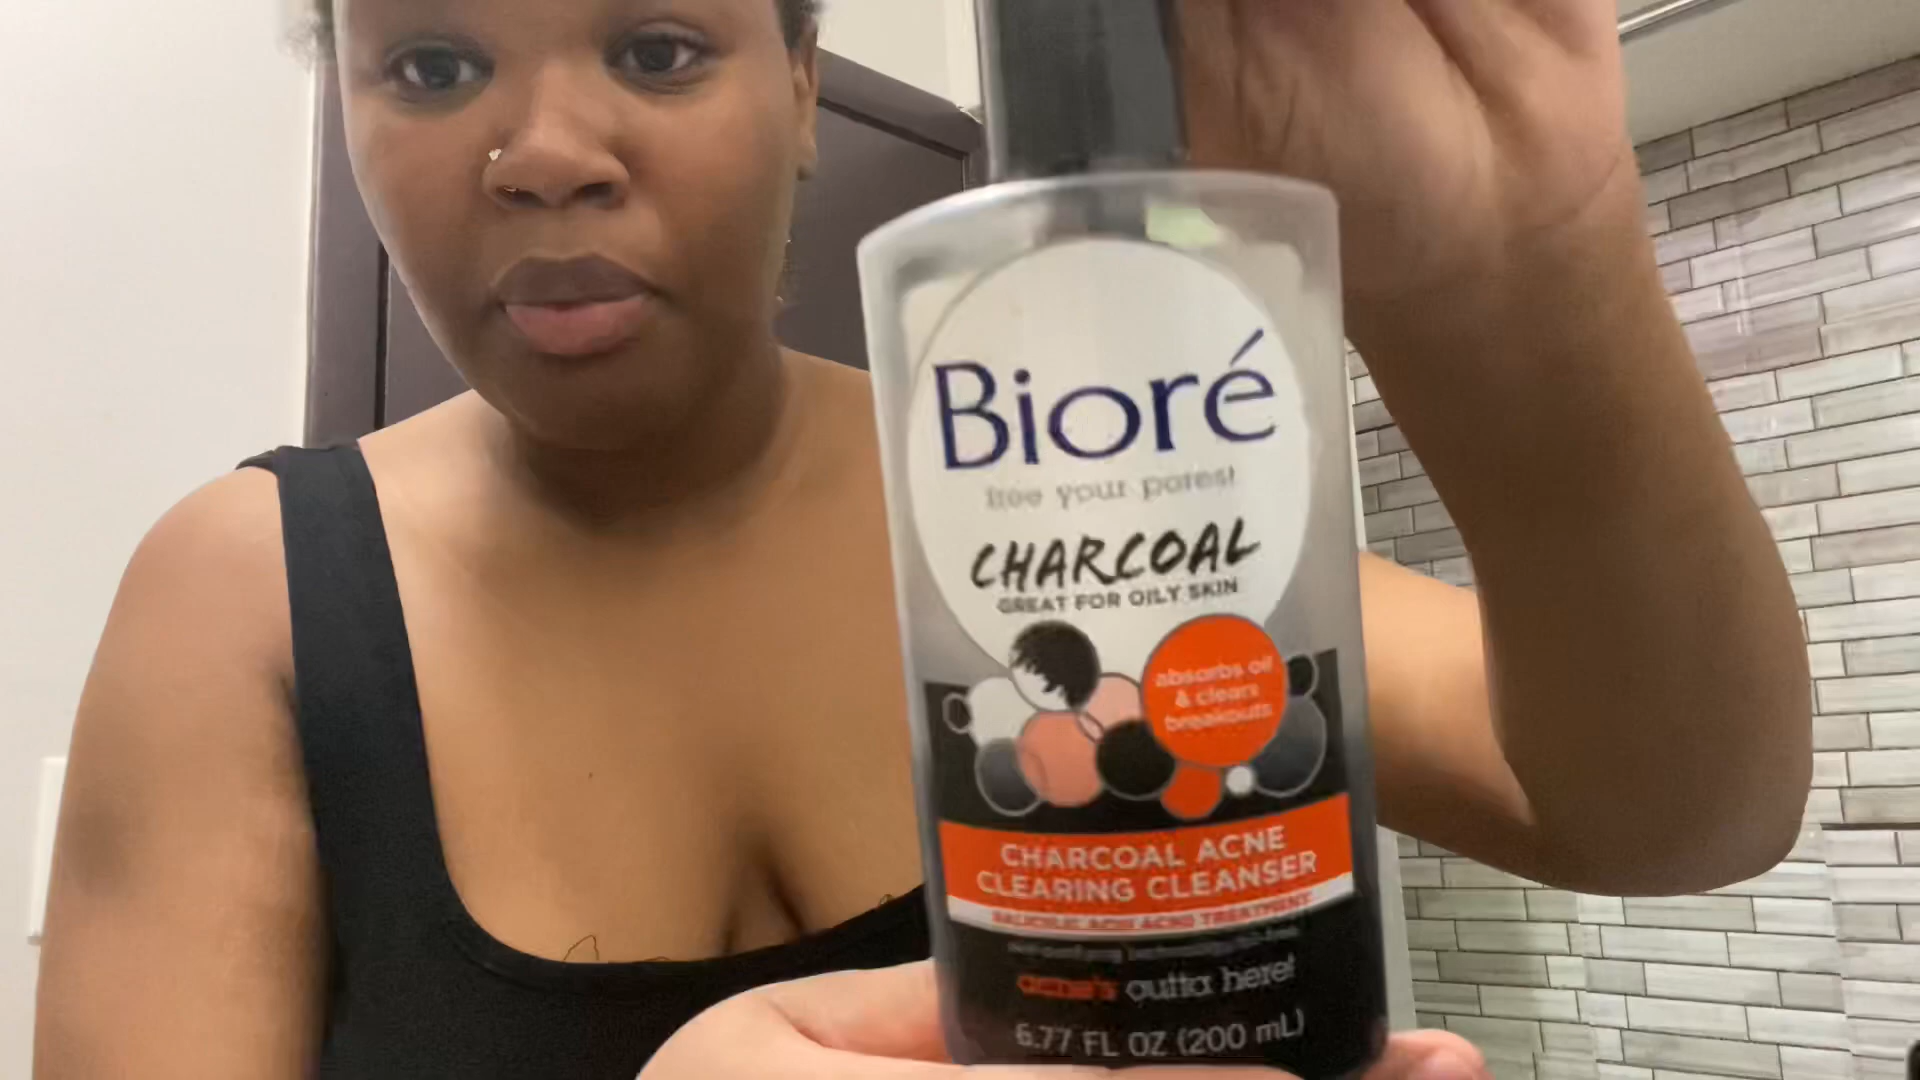 Bioré
free your pores!
CHARCOAL
GREAT FOR OILY SKIN
absorbs oil
& clears
breakouts
CHARCOAL ACNE
CLEARING CLEANSER
SALICYLIC ACID ACNE TREATMENT
acne's outta here!
6.77 FL OZ (200 mL)